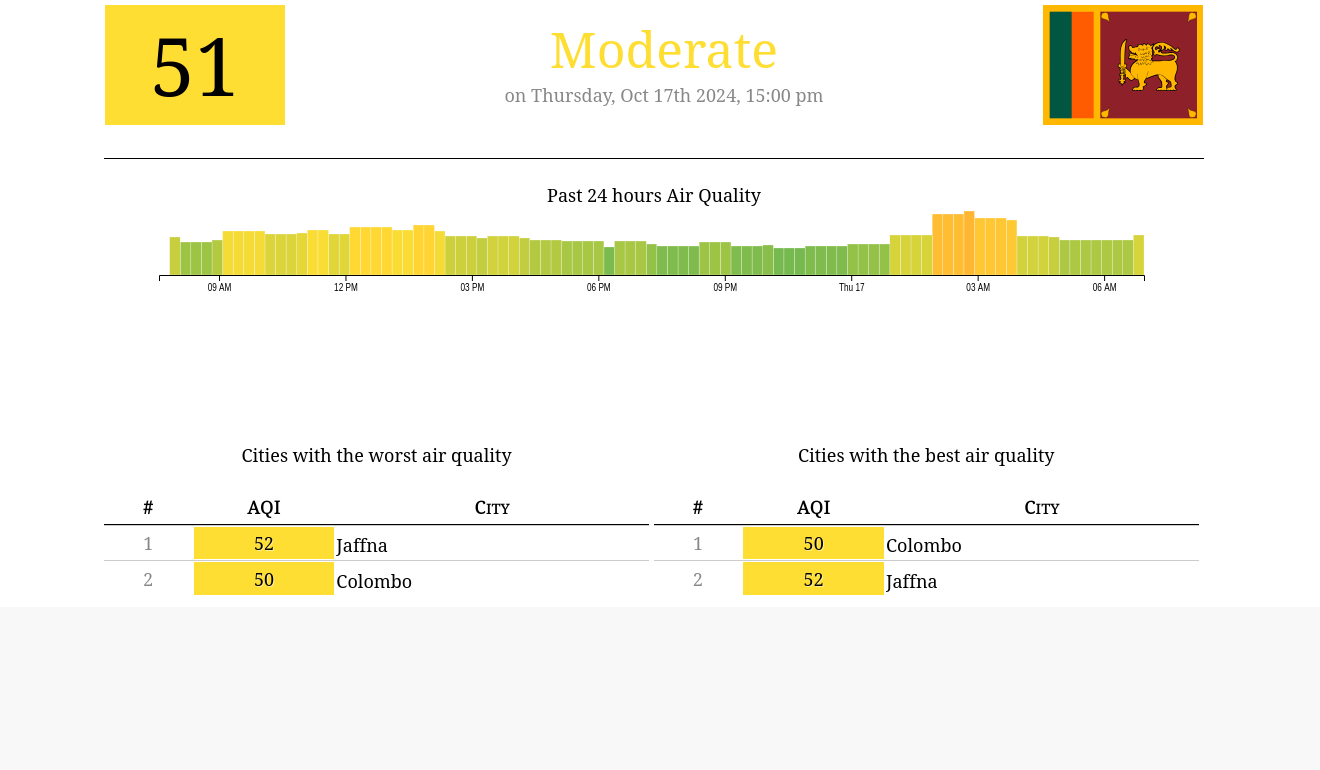 51
Moderate
on Thursday, Oct 17th 2024, 15:00 pm
Past 24 hours Air Quality
09 AM 12 PM 03 PM 06 PM 09 PM Thu 17 03 AM 06 AM
Cities with the worst air quality
# AQI City
1 52 Jaffna
2 50 Colombo
Cities with the best air quality
# AQI City
1 50 Colombo
2 52 Jaffna